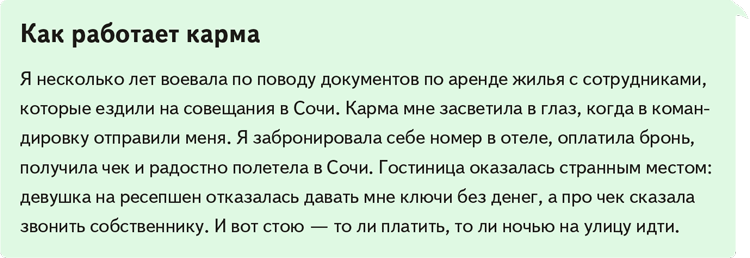 Как работает карма
Я несколько лет воевала по поводу документов по аренде жилья с сотрудниками,
которые ездили на совещания в Сочи. Карма мне засветила в глаз, когда в коман-
дировку отправили меня. Я забронировала себе номер в отеле, оплатила бронь,
получила чек и радостно полетела в Сочи. Гостиница оказалась странным местом:
девушка на ресепшен отказалась давать мне ключи без денег, а про чек сказала
звонить собственнику. И вот стою — то ли платить, то ли ночью на улицу идти.